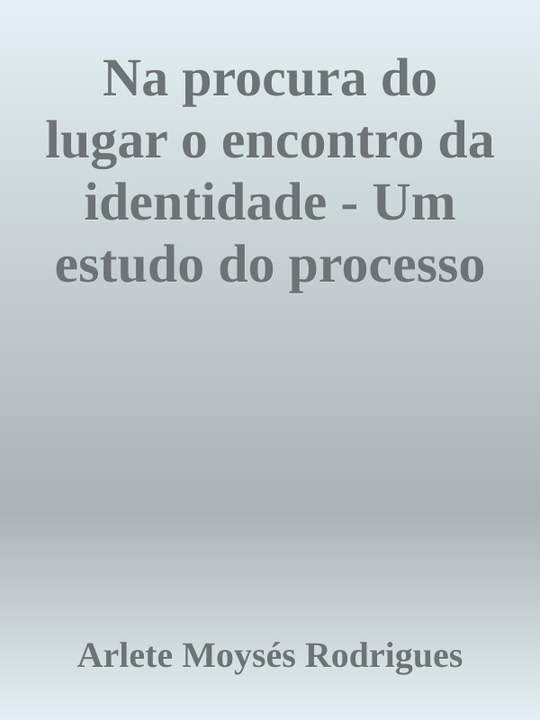 Na procura do
lugar o encontro da
identidade - Um
estudo do processo
Arlete Moysés Rodrigues